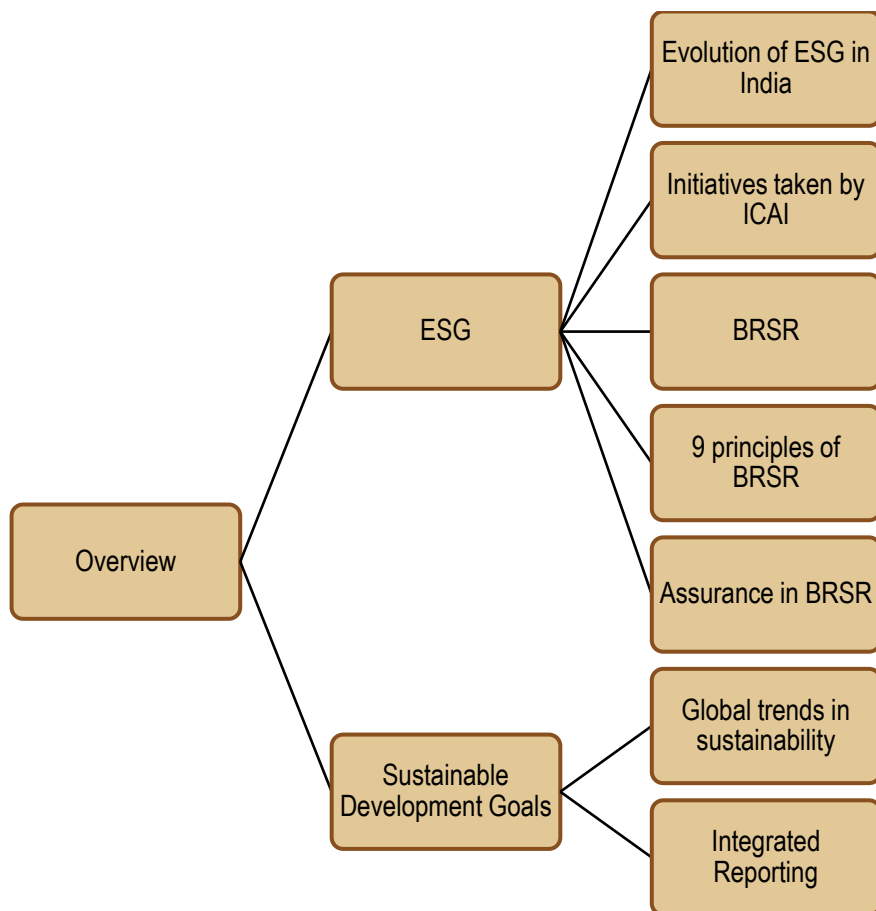 Overview
ESG
Evolution of ESG in
India
Initiatives taken by
ICAI
BRSR
9 principles of
BRSR
Assurance in BRSR
Sustainable
Development Goals
Global trends in
sustainability
Integrated
Reporting